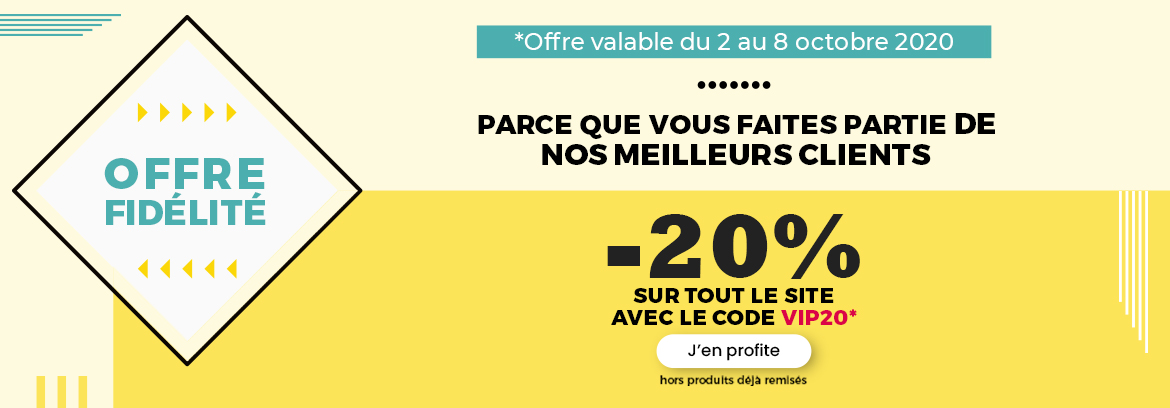 OFFRE
FIDÉLITÉ
*Offre valable du 2 au 8 octobre 2020
PARCE QUE VOUS FAITES PARTIE DE
NOS MEILLEURS CLIENTS
-20%
SUR TOUT LE SITE
AVEC LE CODE VIP20*
J'en profite
hors produits déjà remisés